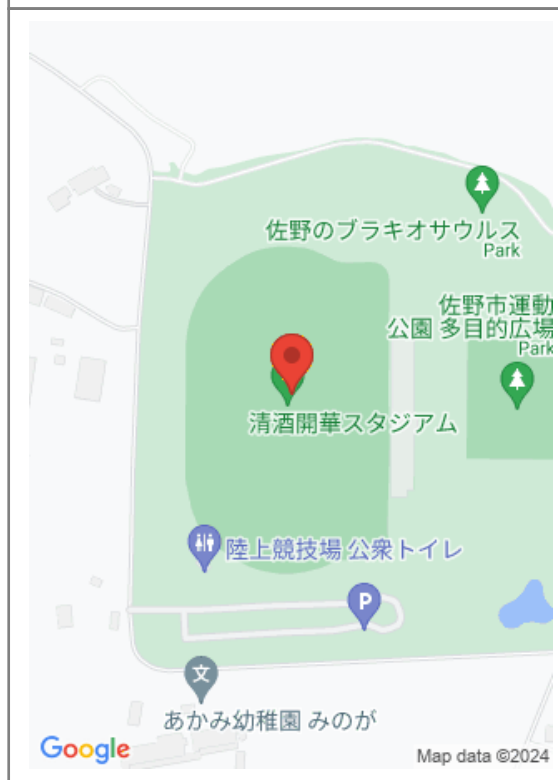 佐野のブラキオサウルス
Park
佐野市運動
公園 多目的広場
Park
清酒開華スタジアム
陸上競技場 公衆トイレ
P
文
あかみ幼稚園 みのが
Google
Map data ©2024